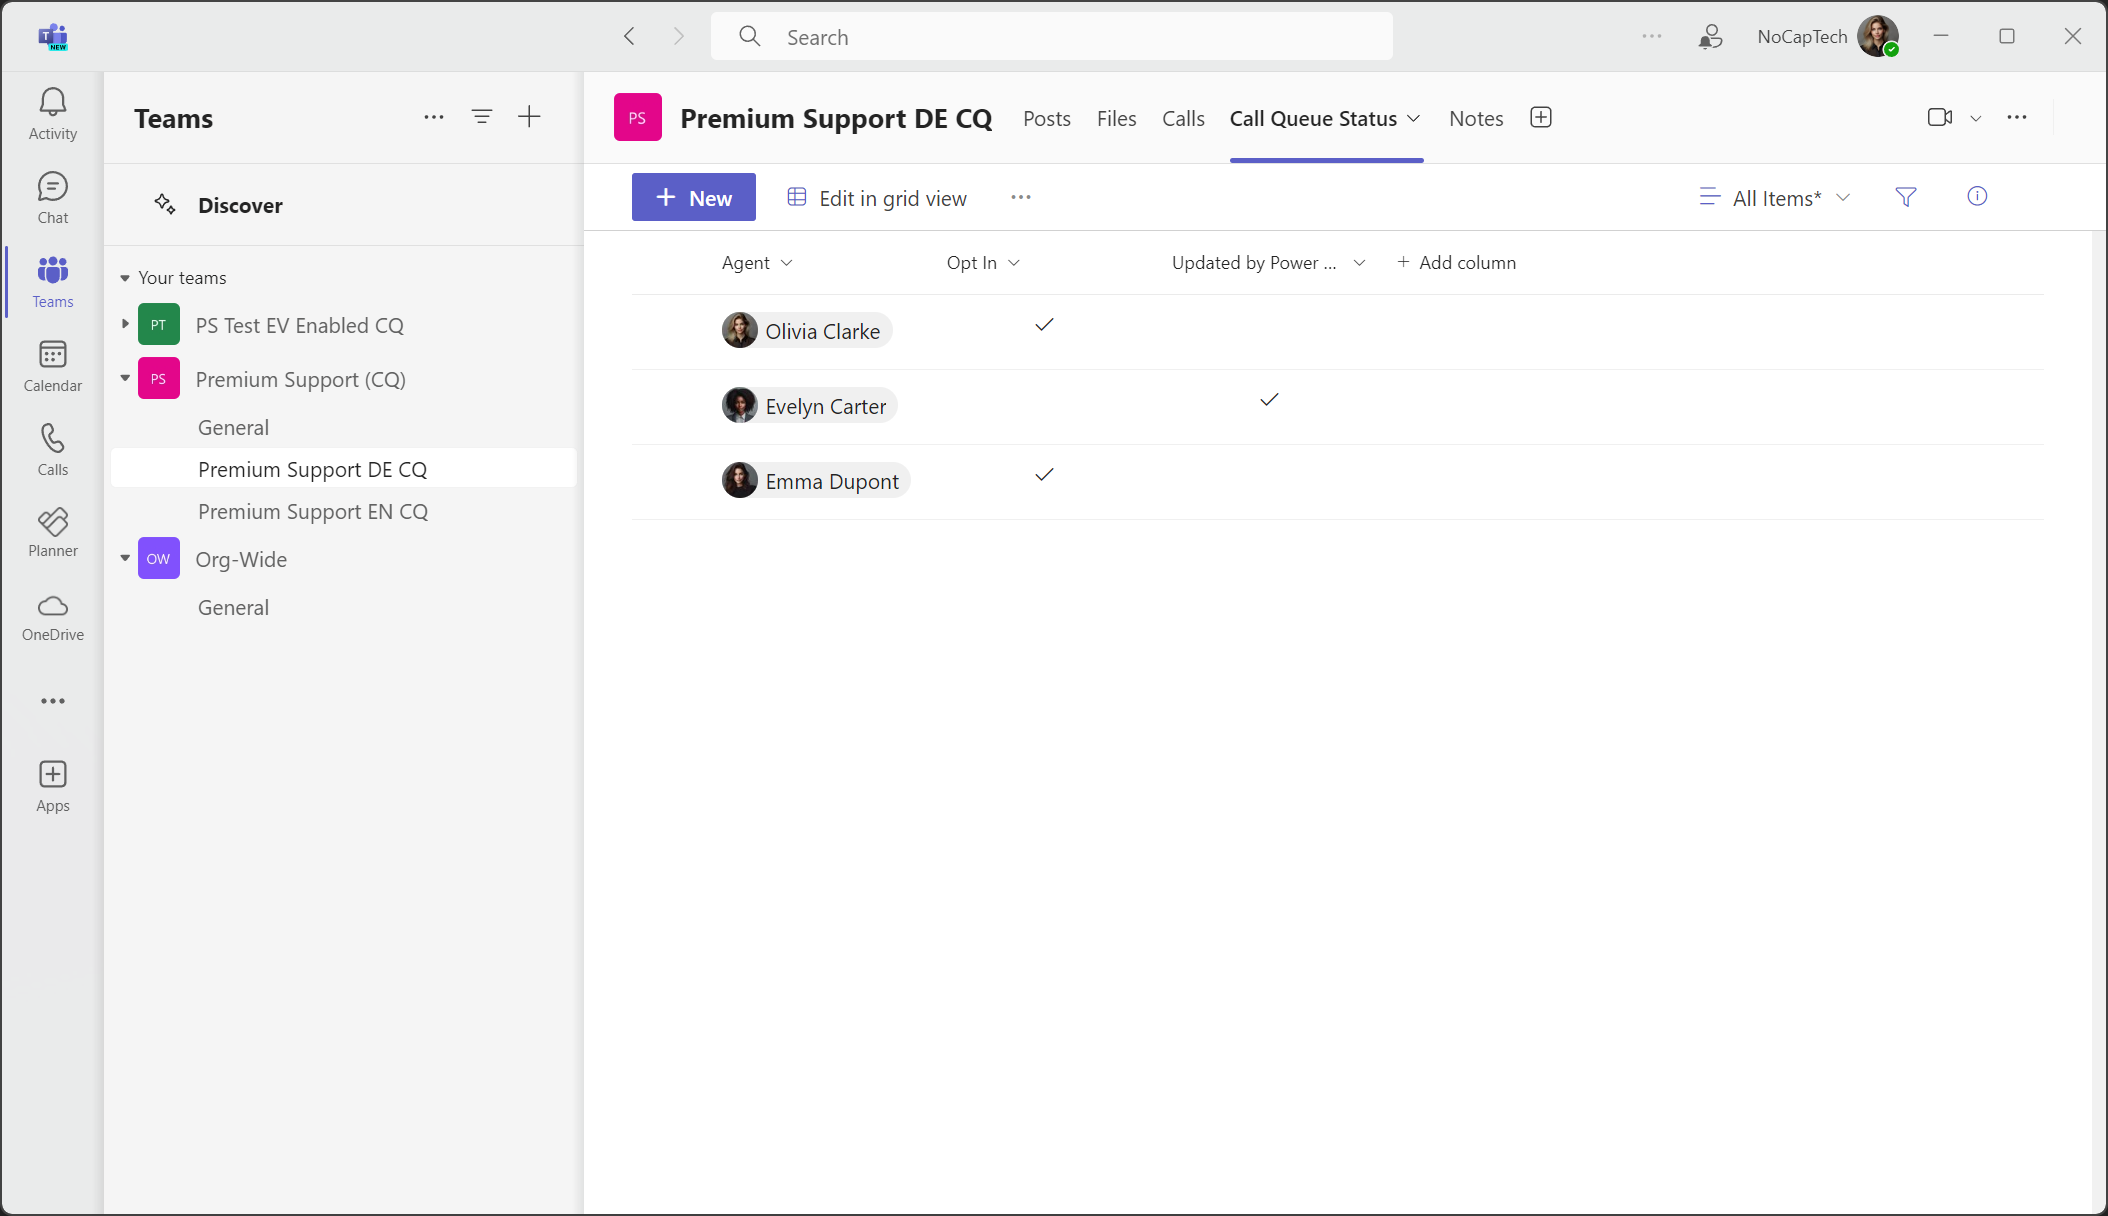 T
NEW
Search
NoCapTech
Activity
Chat
Teams
Calendar
Calls
Planner
OneDrive
Apps
Teams
Discover
Your teams
PT PS Test EV Enabled CQ
PS Premium Support (CQ)
General
Premium Support DE CQ
Premium Support EN CQ
OW Org-Wide
General
PS Premium Support DE CQ Posts Files Calls Call Queue Status Notes
New Edit in grid view All Items*
Agent Opt In Updated by Power ... Add column
Olivia Clarke
Evelyn Carter
Emma Dupont